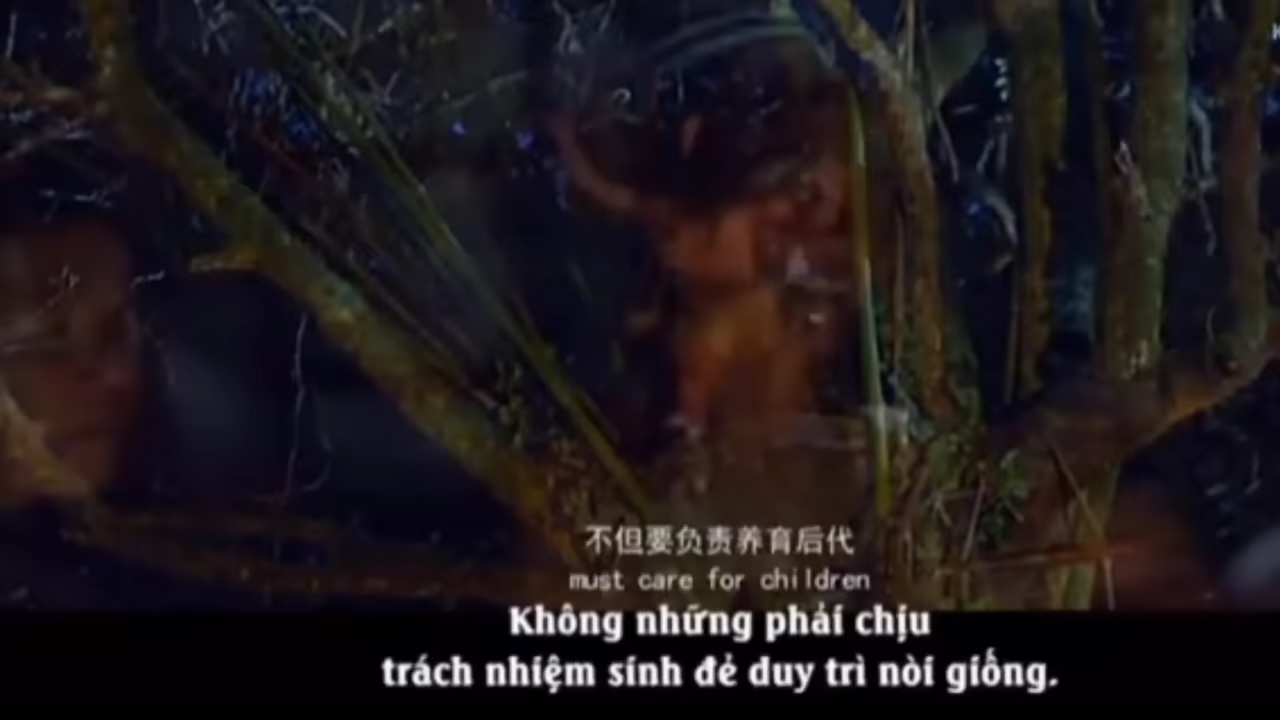 不但要负责养育后代
must care for children
Không những phải chịu
trách nhiệm sinh đẻ duy trì nòi giống.